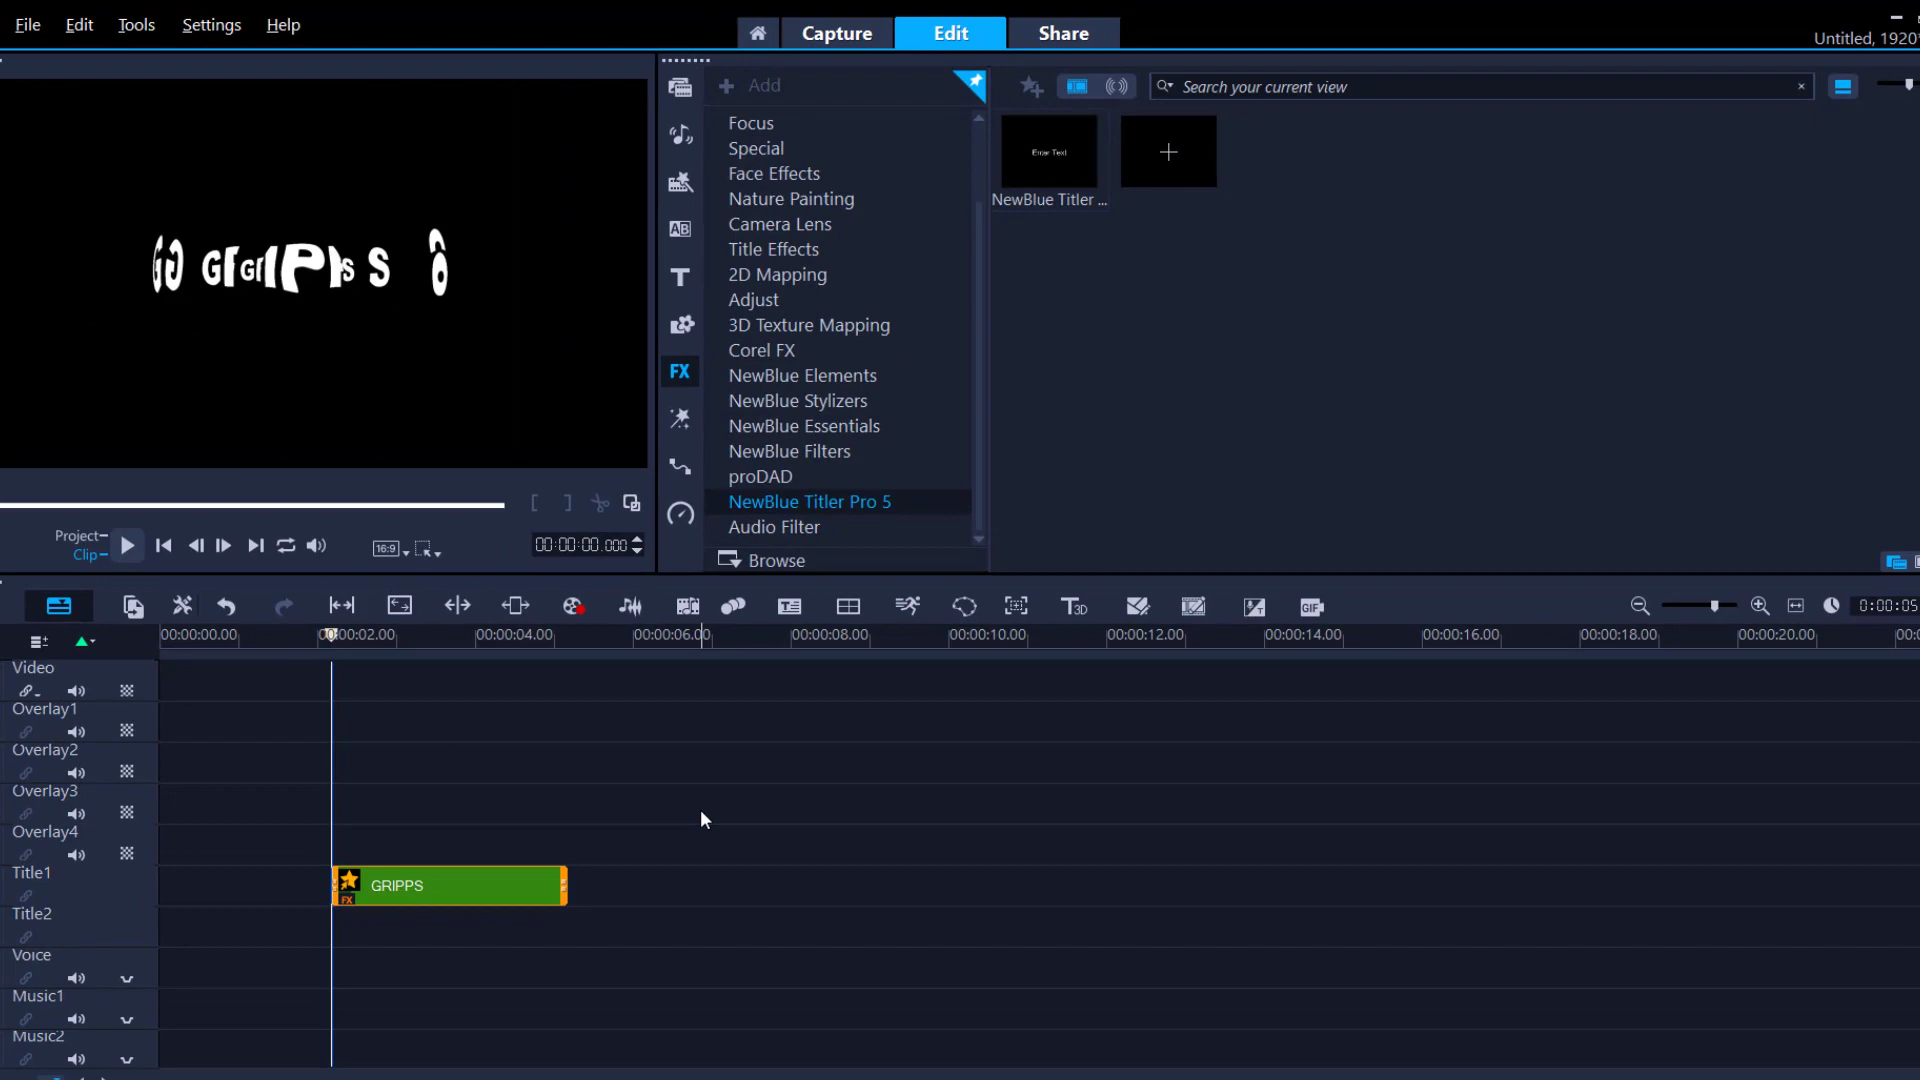 File Edit Tools Settings Help
Capture Edit Share
Untitled, 1920*
Add
Search your current view
Focus
Special
Face Effects
Nature Painting
Camera Lens
Title Effects
2D Mapping
Adjust
3D Texture Mapping
Corel FX
NewBlue Elements
NewBlue Stylizers
NewBlue Essentials
NewBlue Filters
proDAD
NewBlue Titler Pro 5
Audio Filter
Browse
Enter Text
NewBlue Titler ...
AB
T
FX
Project
Clip
16:9
00:00:00.000
T3D
GIF
0:00:05
00:00:00.00 00:00:02.00 00:00:04.00 00:00:06.00 00:00:08.00 00:00:10.00 00:00:12.00 00:00:14.00 00:00:16.00 00:00:18.00 00:00:20.00
Video
Overlay1
Overlay2
Overlay3
Overlay4
Title1
GRIPPS
FX
Title2
Voice
Music1
Music2